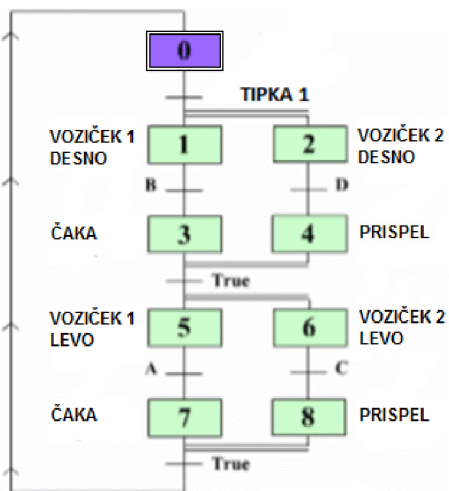 0
TIPKA 1
VOZIČEK 1
DESNO
1
2
VOZIČEK 2
DESNO
B
D
ČAKA
3
4
PRISPEL
True
VOZIČEK 1
LEVO
5
6
VOZIČEK 2
LEVO
A
C
ČAKA
7
8
PRISPEL
True